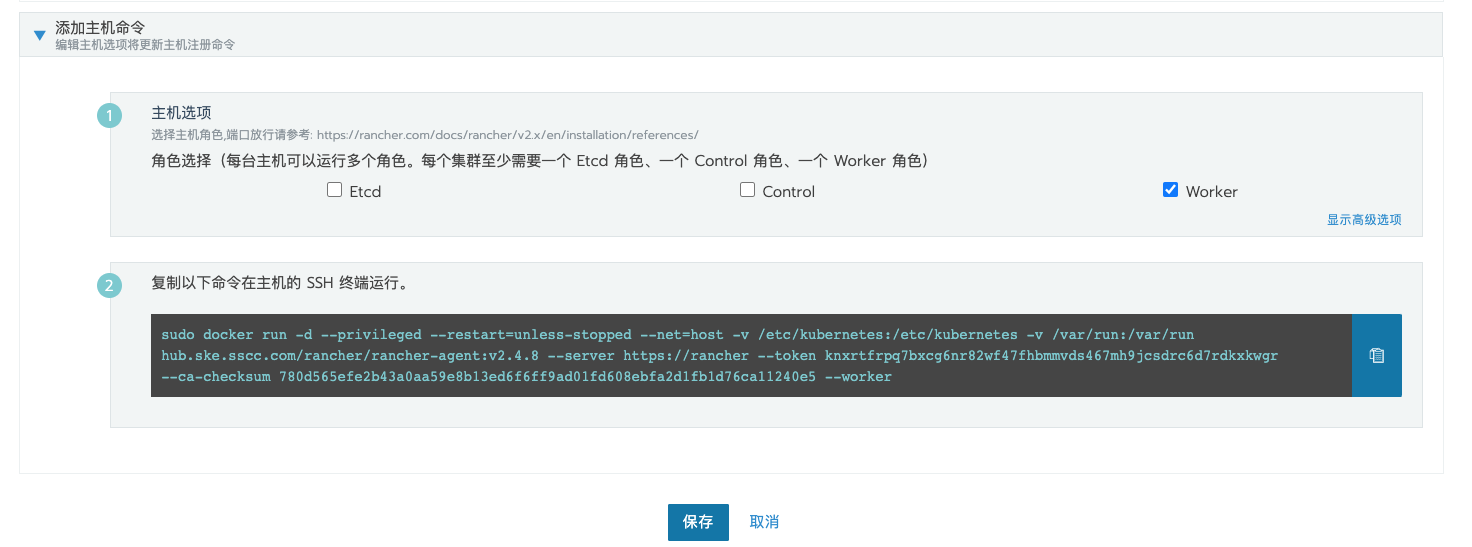 添加主机命令
编辑主机选项将更新主机注册命令
1
主机选项
选择主机角色,端口放行请参考: https://rancher.com/docs/rancher/v2.x/en/installation/references/
角色选择（每台主机可以运行多个角色。每个集群至少需要一个 Etcd 角色、一个 Control 角色、一个 Worker 角色）
Etcd Control Worker
显示高级选项
2
复制以下命令在主机的 SSH 终端运行。
sudo docker run -d --privileged --restart=unless-stopped --net=host -v /etc/kubernetes:/etc/kubernetes -v /var/run:/var/run
hub.ske.sscc.com/rancher/rancher-agent:v2.4.8 --server https://rancher --token knxrtfrpq7bxcg6nr82wf47fhbmmvds467mh9jcsdrc6d7rdkxkwgr
--ca-checksum 780d565efe2b43a0aa59e8b13ed6f6ff9ad01fd608ebfa2d1fb1d76ca11240e5 --worker
保存 取消